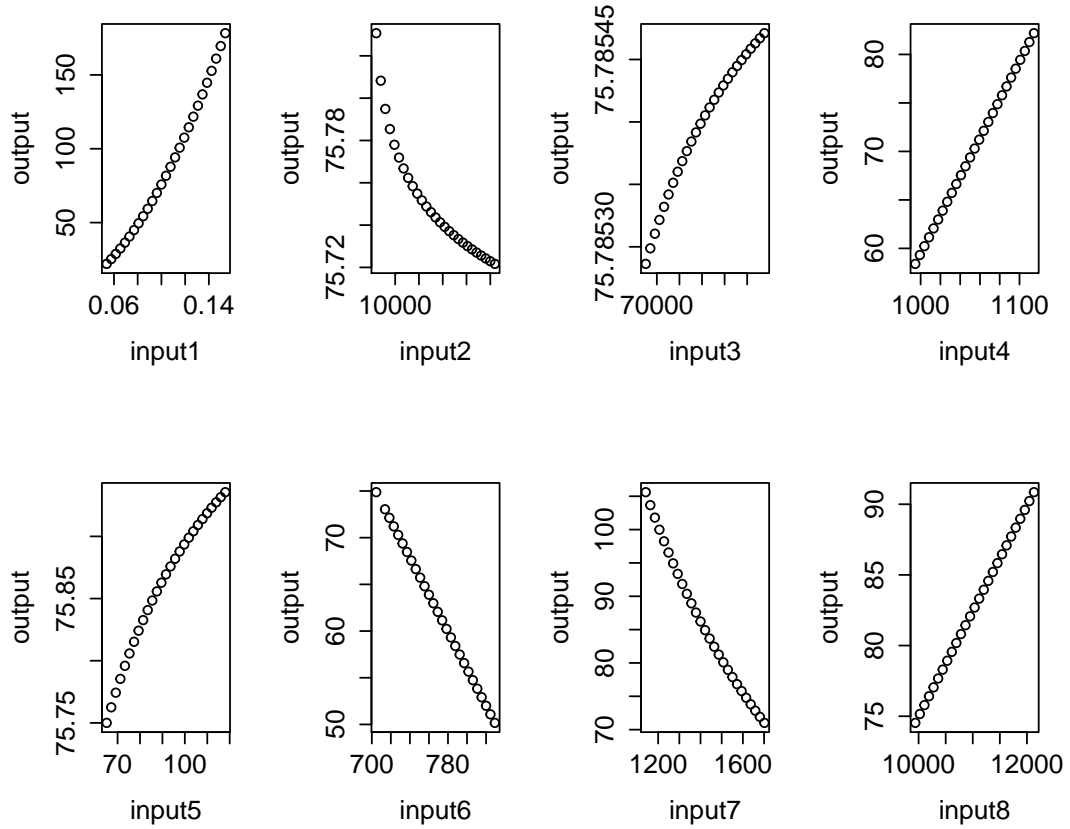 output
50 100 150
0.06 0.14
input1
output
75.72 75.78
10000
input2
output
75.78530 75.78545
70000
input3
output
60 70 80
1000 1100
input4
output
75.75 75.85
70 100
input5
output
50 60 70
700 780
input6
output
70 80 90 100
1200 1600
input7
output
75 80 85 90
10000 12000
input8